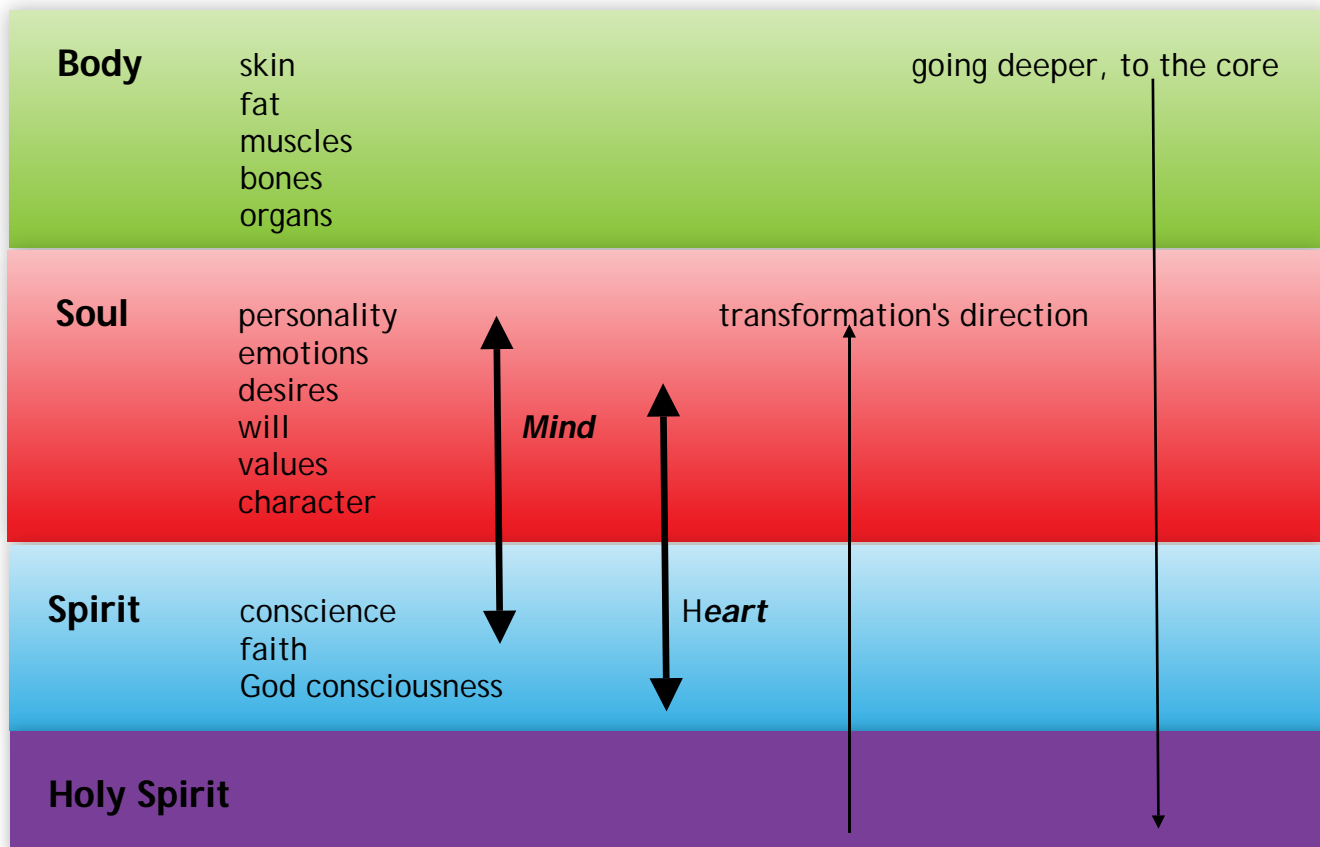 Body skin going deeper, to the core
fat
muscles
bones
organs
Soul personality transformation's direction
emotions
desires
will Mind
values
character
Spirit conscience Heart
faith
God consciousness
Holy Spirit